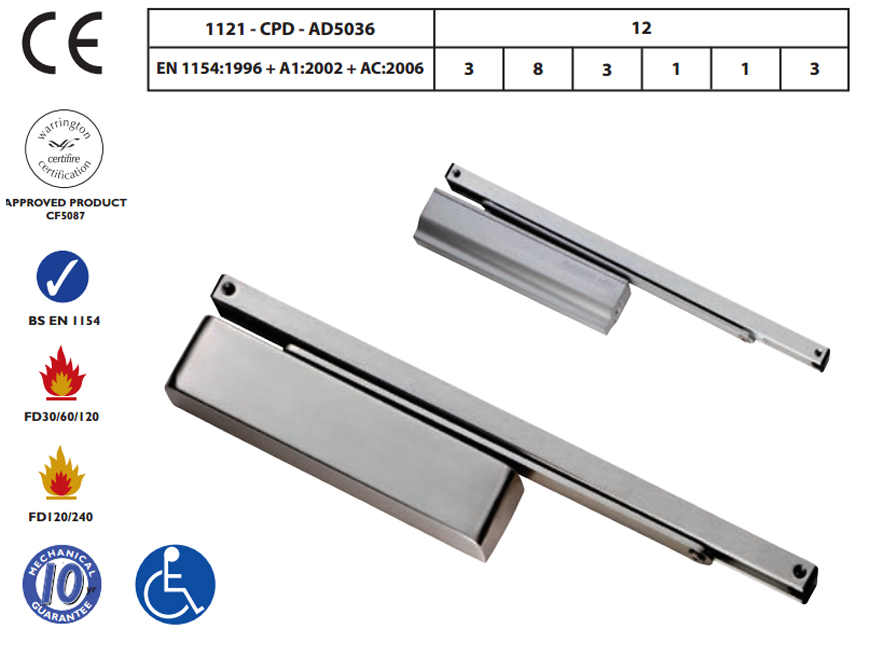 CE
1121 - CPD - AD5036 12
EN 1154:1996 + A1:2002 + AC:2006 3 8 3 1 1 3
warrington
certifire
certification
APPROVED PRODUCT
CF5087
BS EN 1154
FD30/60/120
FD120/240
MECHANICAL
10 yr
GUARANTEE